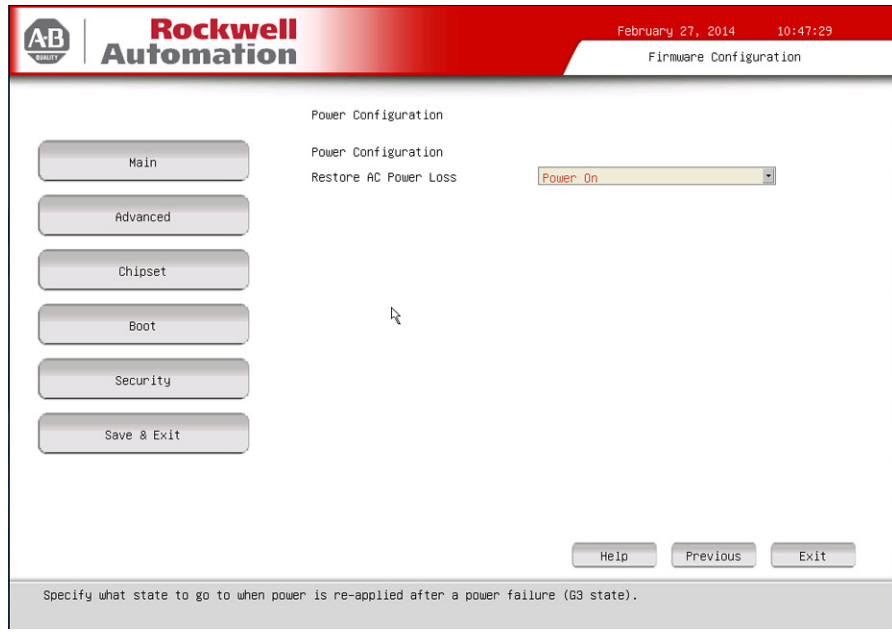 A-B
QUALITY
Rockwell
Automation
February 27, 2014 10:47:29
Firmware Configuration
Power Configuration
Power Configuration
Restore AC Power Loss Power On
Main
Advanced
Chipset
Boot
Security
Save & Exit
Help Previous Exit
Specify what state to go to when power is re-applied after a power failure (G3 state).